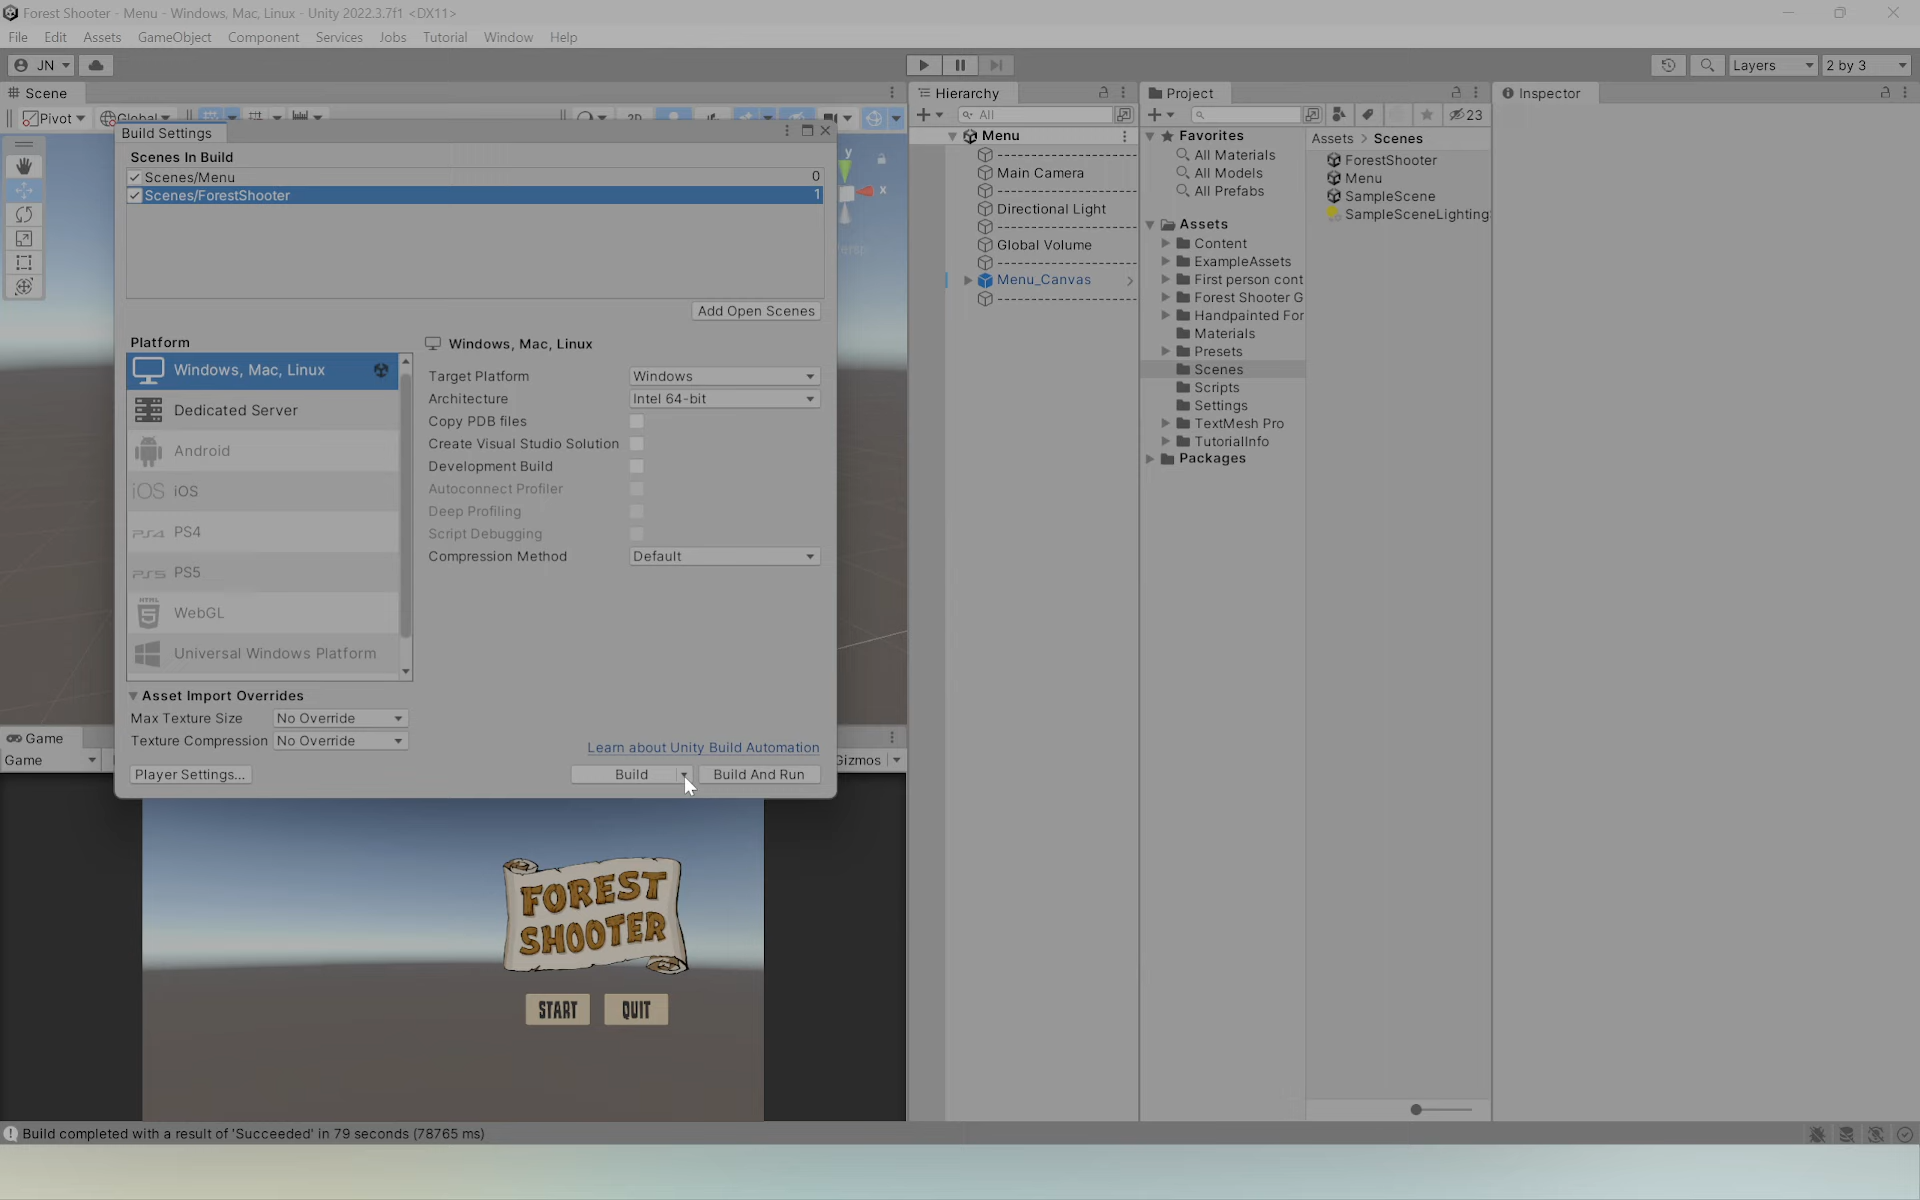 Forest Shooter - Menu - Windows, Mac, Linux - Unity 2022.3.7f1 <DX11>
File Edit Assets GameObject Component Services Jobs Tutorial Window Help
JN
Layers
2 by 3
Scene
Pivot
Global
2D
Build Settings
Scenes In Build
Scenes/Menu 0
Scenes/ForestShooter 1
Add Open Scenes
Platform
Windows, Mac, Linux
Dedicated Server
Android
iOS iOS
PS4 PS4
PS5 PS5
HTML
5 WebGL
Universal Windows Platform
Windows, Mac, Linux
Target Platform Windows
Architecture Intel 64-bit
Copy PDB files
Create Visual Studio Solution
Development Build
Autoconnect Profiler
Deep Profiling
Script Debugging
Compression Method Default
Asset Import Overrides
Max Texture Size No Override
Texture Compression No Override
Learn about Unity Build Automation
Player Settings...
Build
Build And Run
y
x
Game
Game
Gizmos
FOREST
SHOOTER
START QUIT
Hierarchy
All
Menu
--------------------
Main Camera
--------------------
Directional Light
--------------------
Global Volume
--------------------
Menu_Canvas
--------------------
Project
23
Favorites
All Materials
All Models
All Prefabs
Assets
Content
ExampleAssets
First person cont
Forest Shooter G
Handpainted For
Materials
Presets
Scenes
Scripts
Settings
TextMesh Pro
TutorialInfo
Packages
Assets > Scenes
ForestShooter
Menu
SampleScene
SampleSceneLighting
Inspector
Build completed with a result of 'Succeeded' in 79 seconds (78765 ms)